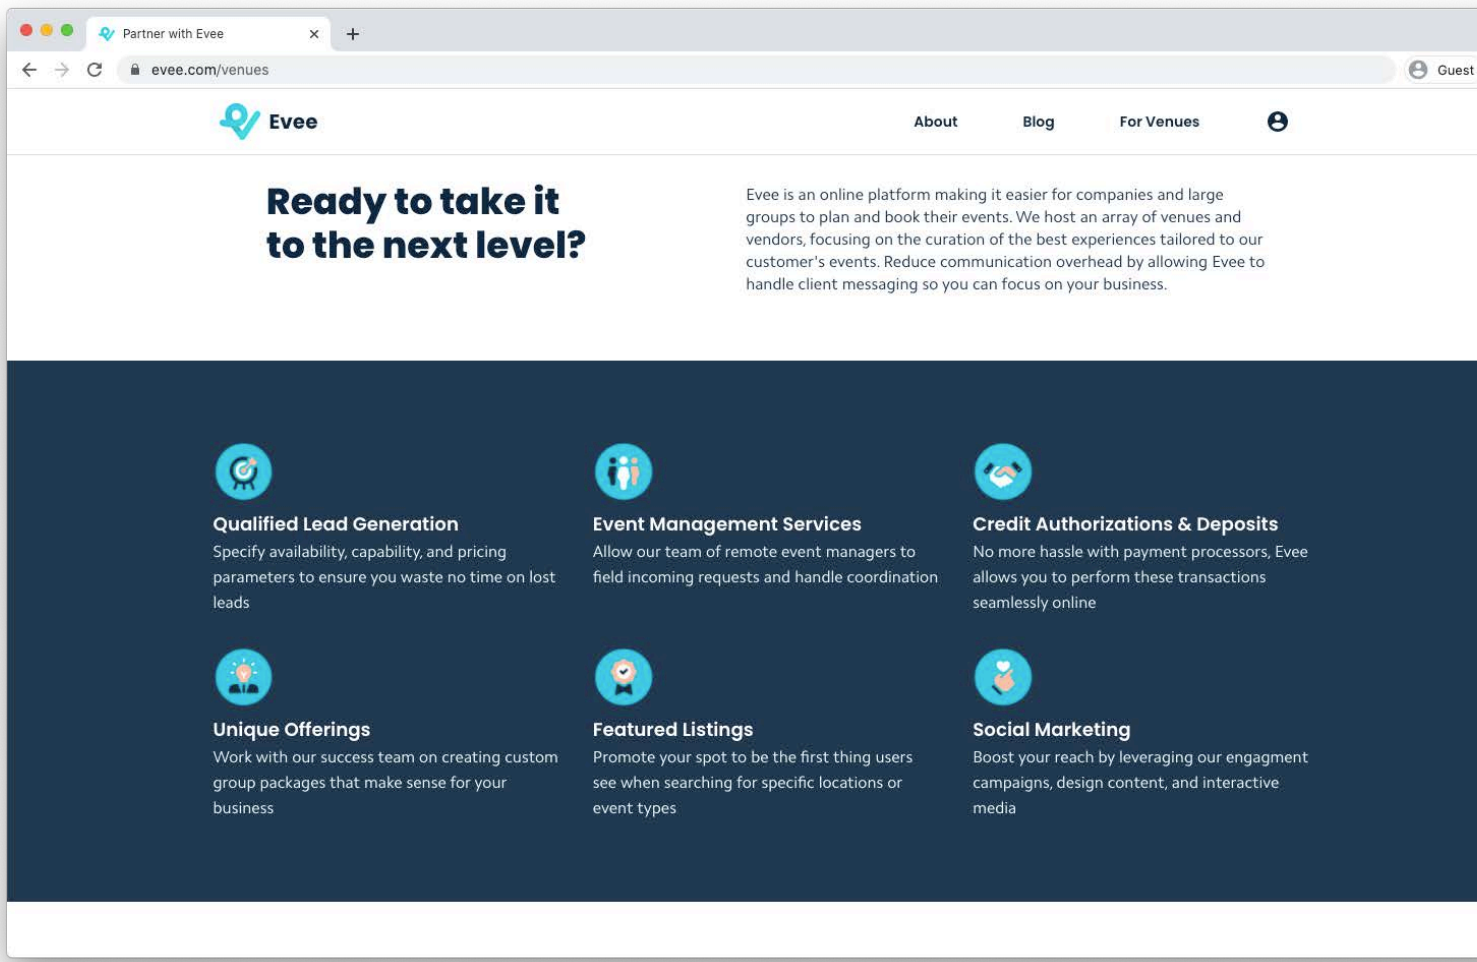 Partner with Evee
evee.com/venues
Guest
Evee
About
Blog
For Venues
Ready to take it
to the next level?
Evee is an online platform making it easier for companies and large
groups to plan and book their events. We host an array of venues and
vendors, focusing on the curation of the best experiences tailored to our
customer's events. Reduce communication overhead by allowing Evee to
handle client messaging so you can focus on your business.
Qualified Lead Generation
Specify availability, capability, and pricing
parameters to ensure you waste no time on lost
leads
Event Management Services
Allow our team of remote event managers to
field incoming requests and handle coordination
Credit Authorizations & Deposits
No more hassle with payment processors, Evee
allows you to perform these transactions
seamlessly online
Unique Offerings
Work with our success team on creating custom
group packages that make sense for your
business
Featured Listings
Promote your spot to be the first thing users
see when searching for specific locations or
event types
Social Marketing
Boost your reach by leveraging our engagment
campaigns, design content, and interactive
media